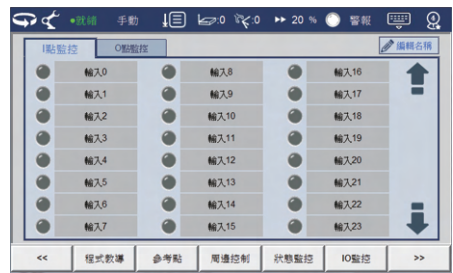 •就緒 手動 :0 :0 ▸▸ 20 % 警報
I點監控 O點監控 編輯名稱
輸入0 輸入8 輸入16
輸入1 輸入9 輸入17
輸入2 輸入10 輸入18
輸入3 輸入11 輸入19
輸入4 輸入12 輸入20
輸入5 輸入13 輸入21
輸入6 輸入14 輸入22
輸入7 輸入15 輸入23
<< 程式教導 參考點 周邊控制 狀態監控 IO監控 >>